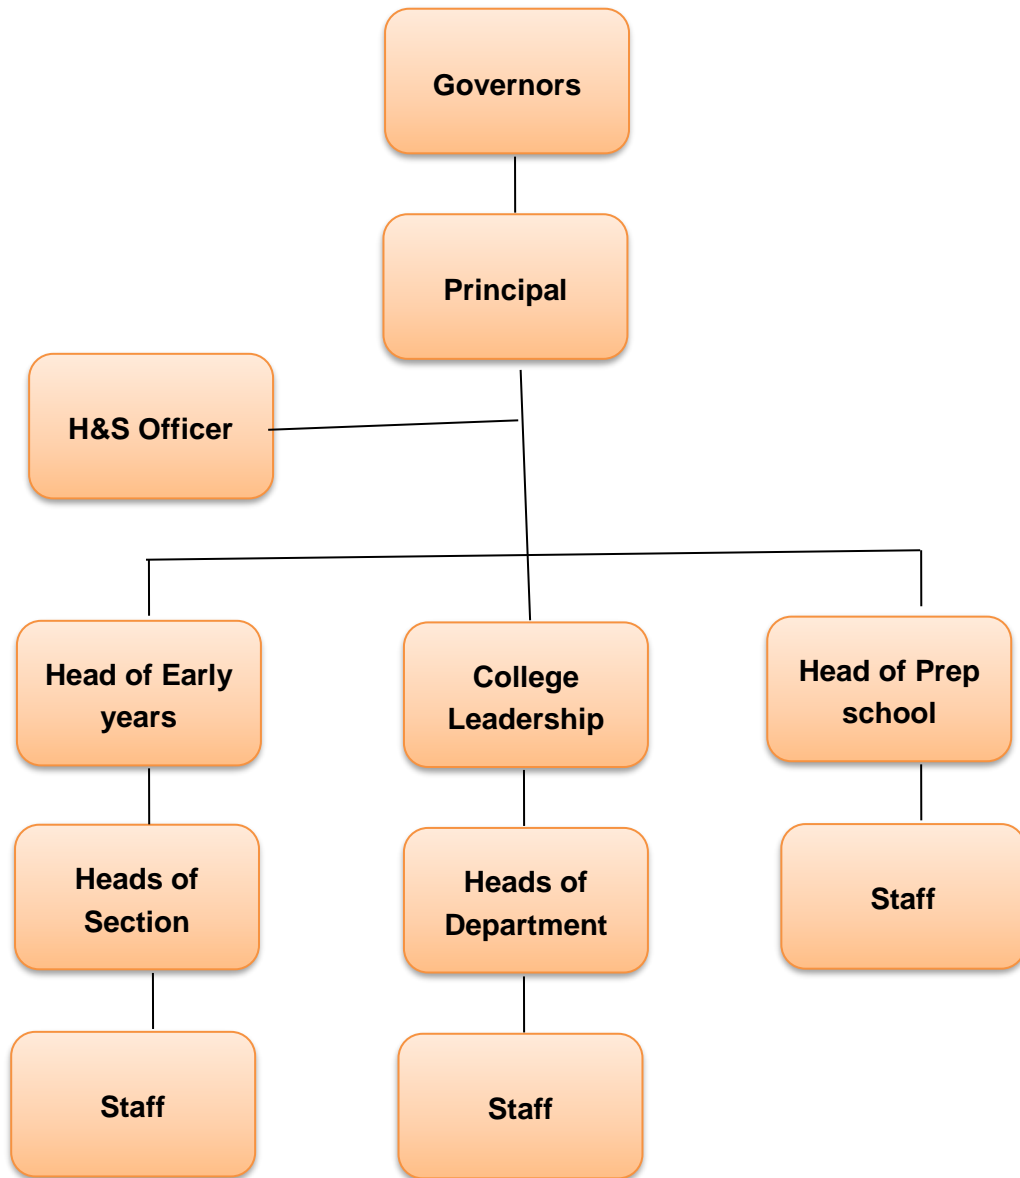 Governors
Principal
H&S Officer
Head of Early
years
College
Leadership
Head of Prep
school
Heads of
Section
Heads of
Department
Staff
Staff
Staff